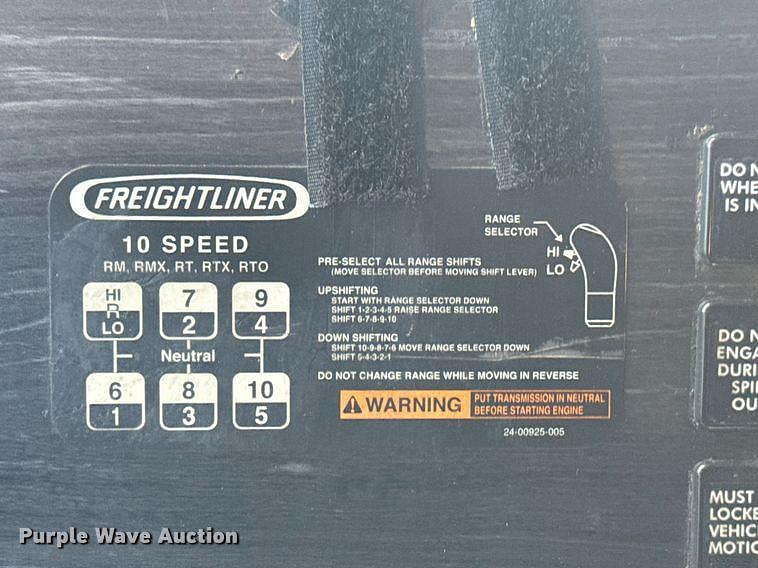 FREIGHTLINER
10 SPEED
RM, RMX, RT, RTX, RTO
HI
R
LO
7
2
9
4
Neutral
6
1
8
3
10
5
RANGE
SELECTOR
HI
LO
PRE-SELECT ALL RANGE SHIFTS
(MOVE SELECTOR BEFORE MOVING SHIFT LEVER)
UPSHIFTING
START WITH RANGE SELECTOR DOWN
SHIFT 1-2-3-4-5 RAISE RANGE SELECTOR
SHIFT 6-7-8-9-10
DOWN SHIFTING
SHIFT 10-9-8-7-6 MOVE RANGE SELECTOR DOWN
SHIFT 5-4-3-2-1
DO NOT CHANGE RANGE WHILE MOVING IN REVERSE
WARNING
PUT TRANSMISSION IN NEUTRAL
BEFORE STARTING ENGINE
24-00925-005
DO
WHE
IS IN
DO
ENGA
DURI
SPI
OU
MUST
LOCKE
VEHIC
MOTIO
Purple Wave Auction